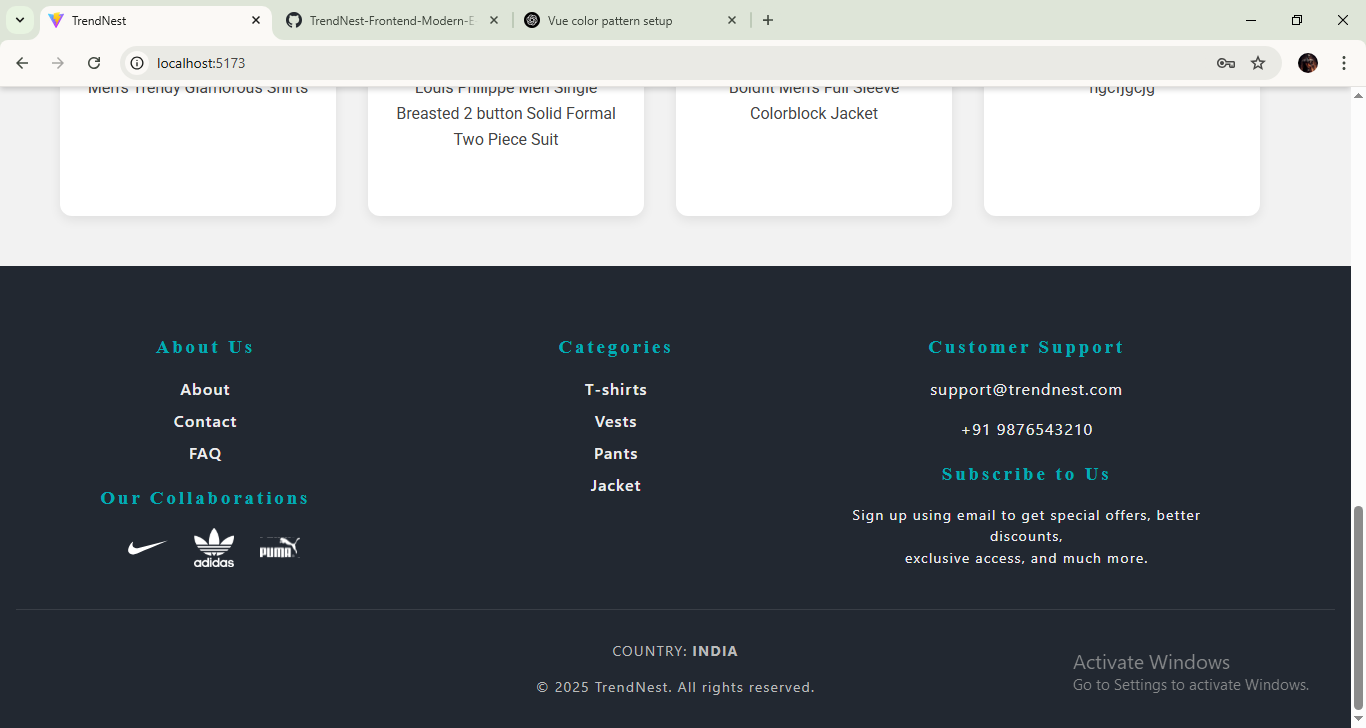 TrendNest
TrendNest-Frontend-Modern-E
Vue color pattern setup
localhost:5173
Men's Trendy Glamorous Shirts
Louis Philippe Men Single
Breasted 2 button Solid Formal
Two Piece Suit
Boldfit Men's Full Sleeve
Colorblock Jacket
About Us
About
Contact
FAQ
Our Collaborations
adidas
PUMA
Categories
T-shirts
Vests
Pants
Jacket
Customer Support
support@trendnest.com
+91 9876543210
Subscribe to Us
Sign up using email to get special offers, better
discounts,
exclusive access, and much more.
COUNTRY: INDIA
© 2025 TrendNest. All rights reserved.
Activate Windows
Go to Settings to activate Windows.